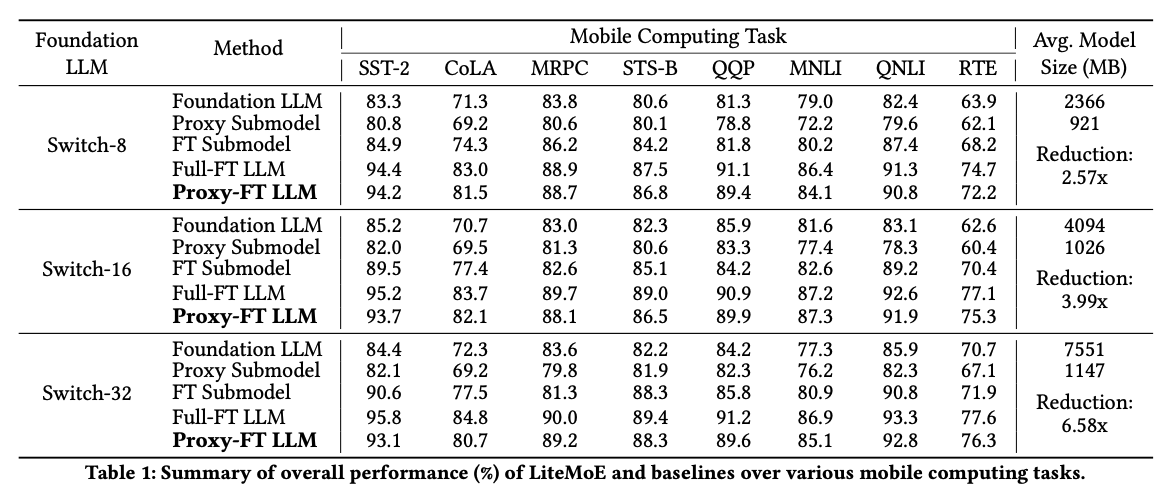 Foundation LLM Method Mobile Computing Task Avg. Model Size (MB)
SST-2 CoLA MRPC STS-B QQP MNLI QNLI RTE
Switch-8
Foundation LLM 83.3 71.3 83.8 80.6 81.3 79.0 82.4 63.9 2366
Proxy Submodel 80.8 69.2 80.6 80.1 78.8 72.2 79.6 62.1 921
FT Submodel 84.9 74.3 86.2 84.2 81.8 80.2 87.4 68.2
Full-FT LLM 94.4 83.0 88.9 87.5 91.1 86.4 91.3 74.7
Proxy-FT LLM 94.2 81.5 88.7 86.8 89.4 84.1 90.8 72.2
Reduction:
2.57x
Switch-16
Foundation LLM 85.2 70.7 83.0 82.3 85.9 81.6 83.1 62.6 4094
Proxy Submodel 82.0 69.5 81.3 80.6 83.3 77.4 78.3 60.4 1026
FT Submodel 89.5 77.4 82.6 85.1 84.2 82.6 89.2 70.4
Full-FT LLM 95.2 83.7 89.7 89.0 90.9 87.2 92.6 77.1
Proxy-FT LLM 93.7 82.1 88.1 86.5 89.9 87.3 91.9 75.3
Reduction:
3.99x
Switch-32
Foundation LLM 84.4 72.3 83.6 82.2 84.2 77.3 85.9 70.7 7551
Proxy Submodel 82.1 69.2 79.8 81.9 82.3 76.2 82.3 67.1 1147
FT Submodel 90.6 77.5 81.3 88.3 85.8 80.9 90.8 71.9
Full-FT LLM 95.8 84.8 90.0 89.4 91.2 86.9 93.3 77.6
Proxy-FT LLM 93.1 80.7 89.2 88.3 89.6 85.1 92.8 76.3
Reduction:
6.58x
Table 1: Summary of overall performance (%) of LiteMoE and baselines over various mobile computing tasks.